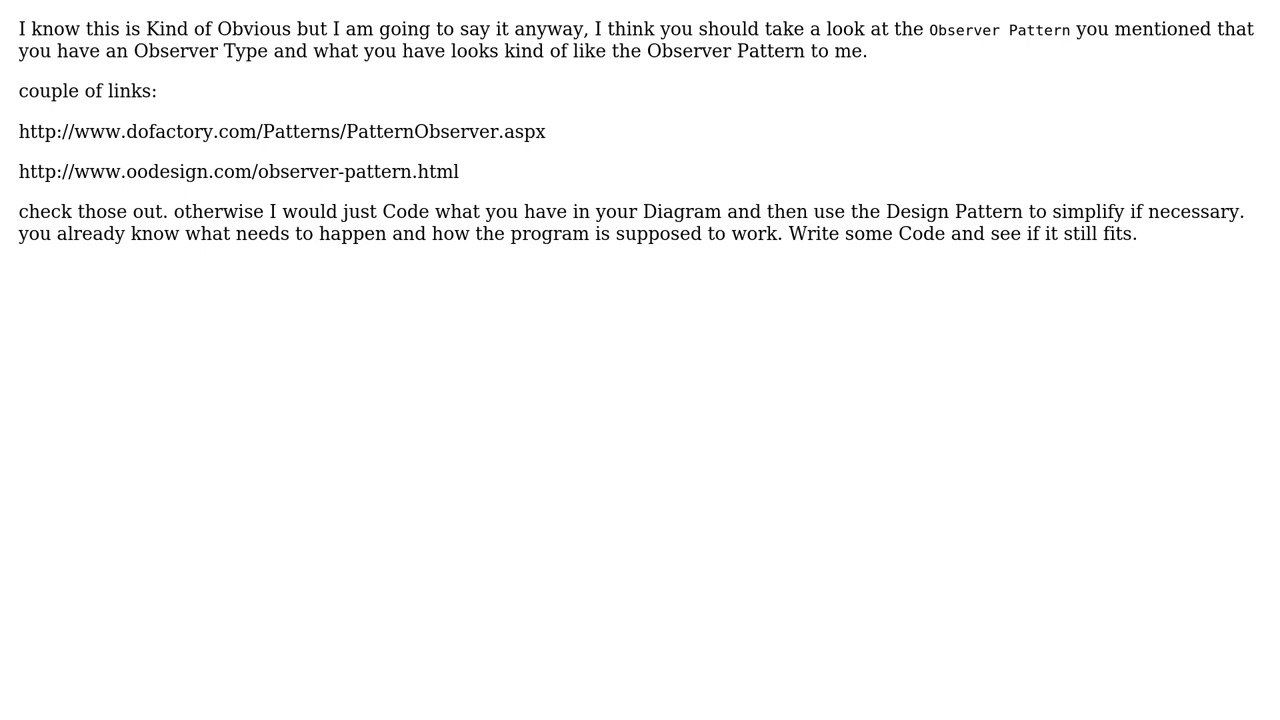 I know this is Kind of Obvious but I am going to say it anyway, I think you should take a look at the Observer Pattern you mentioned that
you have an Observer Type and what you have looks kind of like the Observer Pattern to me.
couple of links:
http://www.dofactory.com/Patterns/PatternObserver.aspx
http://www.oodesign.com/observer-pattern.html
check those out. otherwise I would just Code what you have in your Diagram and then use the Design Pattern to simplify if necessary.
you already know what needs to happen and how the program is supposed to work. Write some Code and see if it still fits.